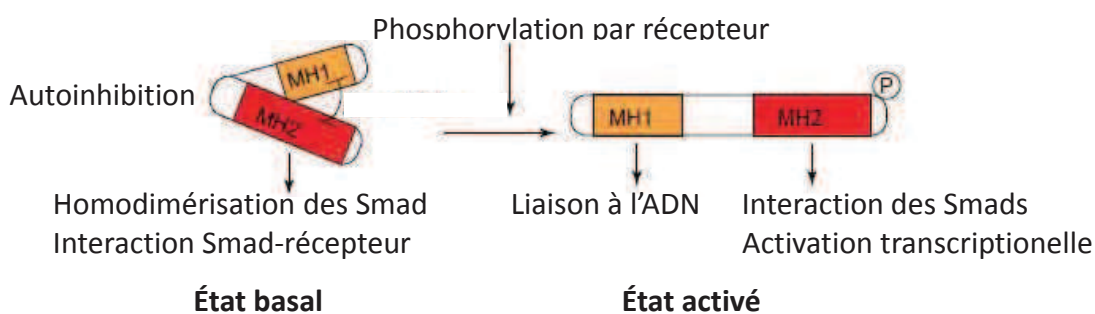 Phosphorylation par récepteur
MH1
Autoinhibition
MH2
P
MH1
MH2
Homodimérisation des Smad
Interaction Smad-récepteur
Liaison à l'ADN
Interaction des Smads
Activation transcriptionelle
État basal
État activé